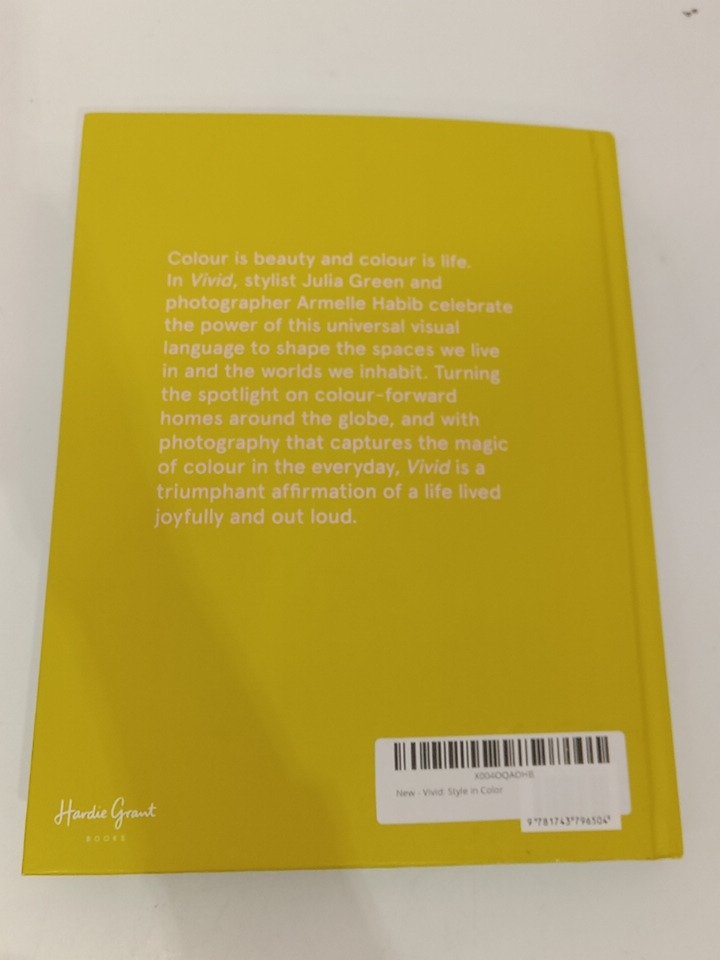 Colour is beauty and colour is life.
In Vivid, stylist Julia Green and
photographer Armelle Habib celebrate
the power of this universal visual
language to shape the spaces we live
in and the worlds we inhabit. Turning
the spotlight on colour-forward
homes around the globe, and with
photography that captures the magic
of colour in the everyday, Vivid is a
triumphant affirmation of a life lived
joyfully and out loud.
X004OQAOHB
New - Vivid: Style in Color
9 781743 796504
Hardie Grant
BOOKS